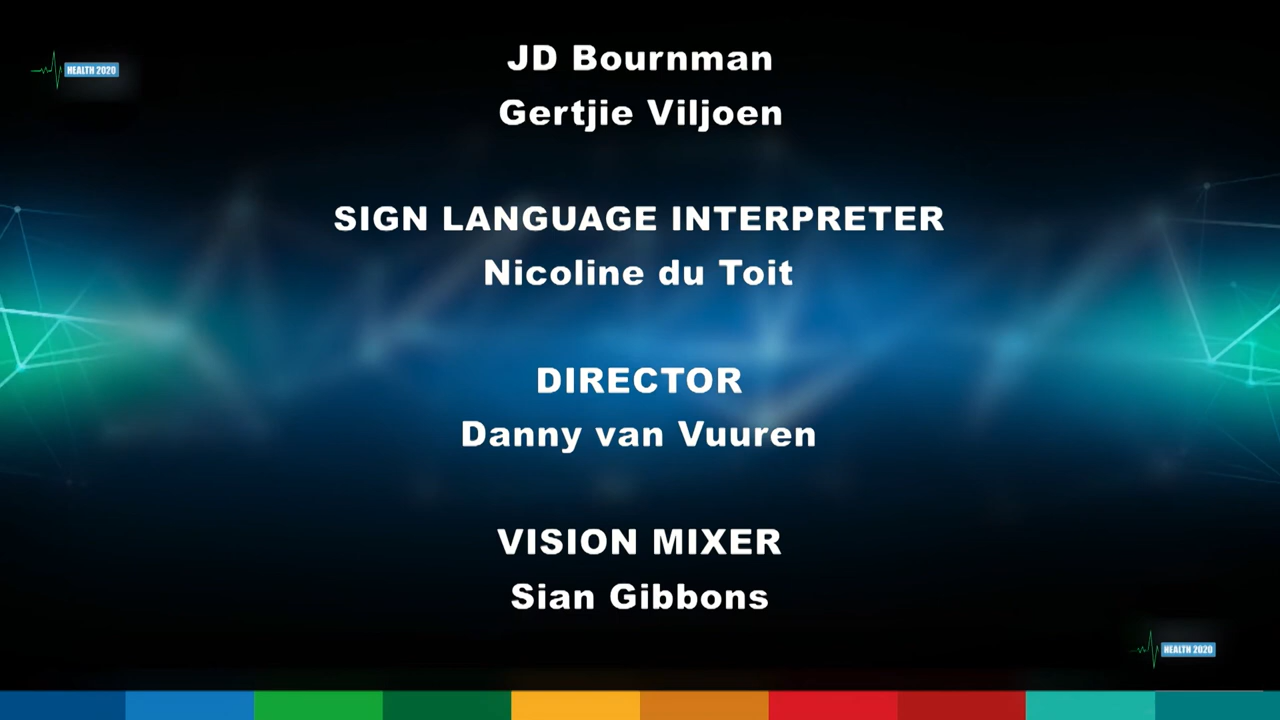 HEALTH 2020
JD Bournman
Gertjie Viljoen
SIGN LANGUAGE INTERPRETER
Nicoline du Toit
DIRECTOR
Danny van Vuuren
VISION MIXER
Sian Gibbons
HEALTH 2020